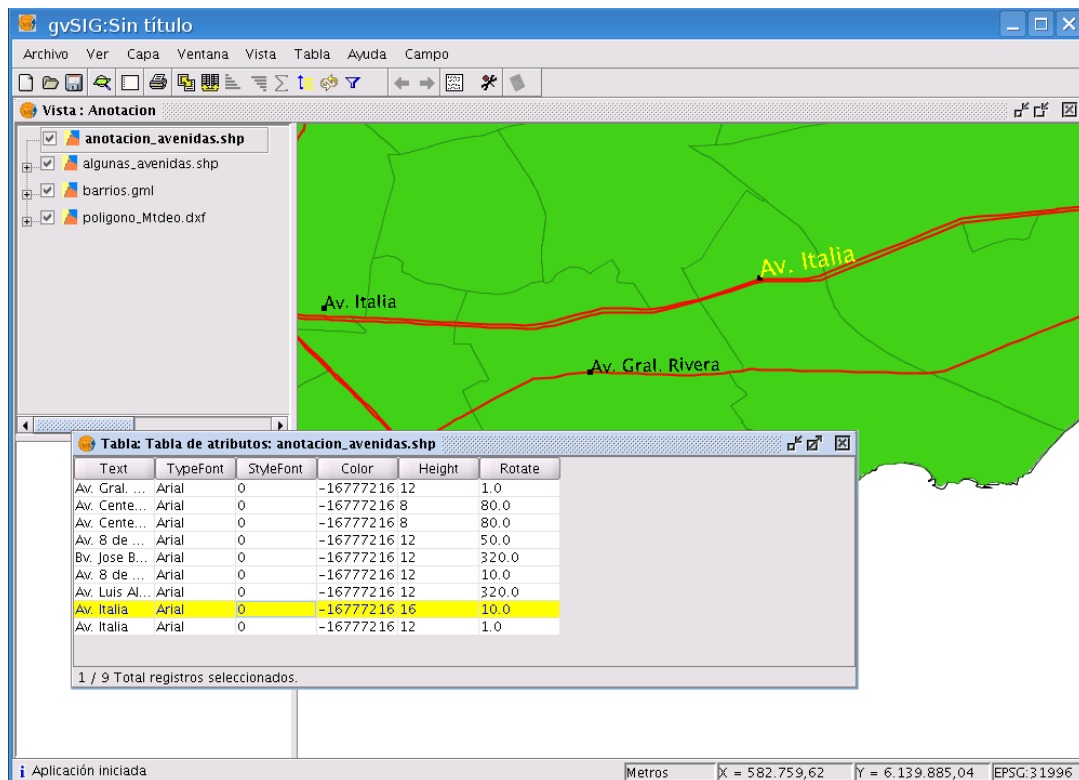 gvSIG:Sin título
Archivo Ver Capa Ventana Vista Tabla Ayuda Campo
Vista : Anotacion
anotacion_avenidas.shp
algunas_avenidas.shp
barrios.gml
poligono_Mtdeo.dxf
Av. Italia
Av. Italia
Av. Gral. Rivera
Tabla: Tabla de atributos: anotacion_avenidas.shp
Text TypeFont StyleFont Color Height Rotate
Av. Gral. ... Arial 0 -16777216 12 1.0
Av. Cente... Arial 0 -16777216 8 80.0
Av. Cente... Arial 0 -16777216 8 80.0
Av. 8 de ... Arial 0 -16777216 12 50.0
Bv. Jose B... Arial 0 -16777216 12 320.0
Av. 8 de ... Arial 0 -16777216 12 10.0
Av. Luis Al... Arial 0 -16777216 12 320.0
Av. Italia Arial 0 -16777216 16 10.0
Av. Italia Arial 0 -16777216 12 1.0
1 / 9 Total registros seleccionados.
Aplicación iniciada Metros X = 582.759,62 Y = 6.139.885,04 EPSG:31996